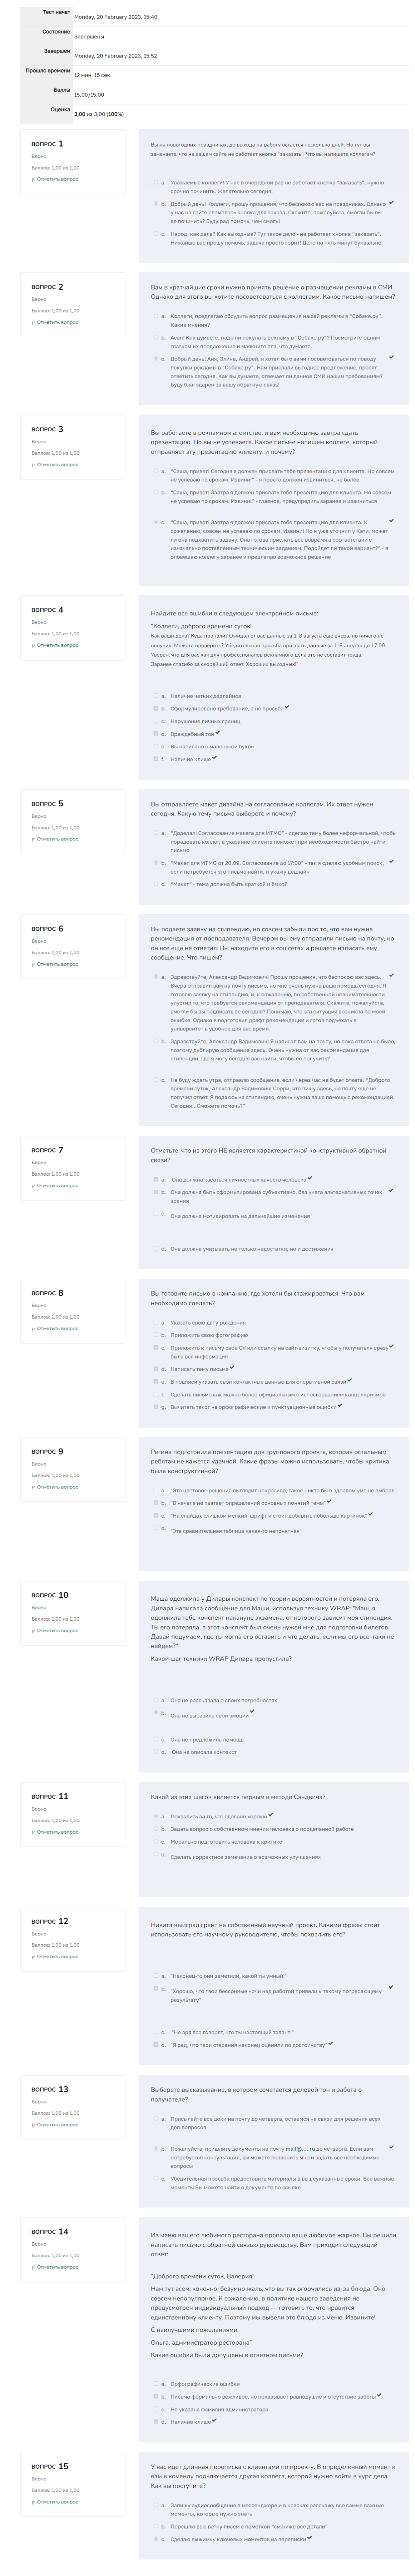 Тест начат
Monday, 20 February 2023, 15:40
Состояние
Завершены
Завершен
Monday, 20 February 2023, 15:52
Прошло времени
12 мин. 15 сек.
Баллы
15,00/15,00
Оценка
3,00 из 3,00 (100%)
ВОПРОС 1
Верно
Баллов: 1,00 из 1,00
Отметить вопрос
Вы на новогодних праздниках, до выхода на работу остается несколько дней. Но тут вы
замечаете, что на вашем сайте не работает кнопка "заказать". Что вы напишите коллегам?
a. Уважаемые коллеги! У нас в очередной раз не работает кнопка "заказать", нужно
срочно починить. Желательно сегодня.
b. Добрый день! Коллеги, прошу прощения, что беспокою вас на праздниках. Однако
у нас на сайте сломалась кнопка для заказа. Скажите, пожалуйста, смогли бы вы
ее починить? Буду рад помочь, чем смогу!
c. Народ, как дела? Как выходные? Тут такое дело - не работает кнопка "заказать".
Нижайше вас прошу помочь, задача просто горит! Дело на пять минут буквально.
ВОПРОС 2
Верно
Баллов: 1,00 из 1,00
Отметить вопрос
Вам в кратчайшие сроки нужно принять решение о размещении рекламы в СМИ.
Однако для этого вы хотите посоветоваться с коллегами. Какое письмо напишем?
a. Коллеги, предлагаю обсудить вопрос размещения нашей рекламы в "Собаке.ру".
Какие мнения?
b. Асап! Как думаете, надо ли покупать рекламу в "Собаке.ру"? Посмотрите одним
глазком их предложение и маякните плз, что думаете.
c. Добрый день! Аня, Элина, Андрей, я хотел бы с вами посоветоваться по поводу
покупки рекламы в "Собаке.ру". Нам прислали выгодное предложение, просят
ответить сегодня. Как вы думаете, отвечает ли данное СМИ нашим требованиям?
Буду благодарен за вашу обратную связь!
ВОПРОС 3
Верно
Баллов: 1,00 из 1,00
Отметить вопрос
Вы работаете в рекламном агентстве, и вам необходимо завтра сдать
презентацию. Но вы не успеваете. Какое письмо напишем коллеге, который
отправляет эту презентацию клиенту, и почему?
a. "Саша, привет! Сегодня я должен прислать тебе презентацию для клиента. Но совсем
не успеваю по срокам. Извини!" - я просто должен извиниться, не более
b. "Саша, привет! Завтра я должен прислать тебе презентацию для клиента. Но совсем
не успеваю по срокам. Извини!" - главное, предупредить заранее и извиниться
c. "Саша, привет! Завтра я должен прислать тебе презентацию для клиента. К
сожалению, совсем не успеваю по срокам. Извини! Но я уже уточнил у Кати, может
ли она подхватить задачу. Она готова прислать все вовремя в соответствии с
изначально поставленным техническим заданием. Подойдет ли такой вариант?" - я
оповещаю коллегу заранее и предлагаю возможное решение
ВОПРОС 4
Верно
Баллов: 1,00 из 1,00
Отметить вопрос
Найдите все ошибки в следующем электронном письме:
"Коллеги, доброго времени суток!
Как ваши дела? Куда пропали? Ожидал от вас данные за 1-8 августа еще вчера, но ничего не
получил. Можете проверить? Убедительная просьба прислать данные за 1-8 августа до 17:00.
Уверен, что для вас как для профессионалов рекламного дела это не составит труда.
Заранее спасибо за скорейший ответ! Хороших выходных!"
a. Наличие четких дедлайнов
b. Сформулировано требование, а не просьба
c. Нарушение личных границ
d. Враждебный тон
e. Вы написано с маленькой буквы
f. Наличие клише
ВОПРОС 5
Верно
Баллов: 1,00 из 1,00
Отметить вопрос
Вы отправляете макет дизайна на согласование коллегам. Их ответ нужен
сегодня. Какую тему письма выберете и почему?
a. "Доделал! Согласование макета для ИТМО" - сделаю тему более неформальной, чтобы
порадовать коллег, а указание клиента поможет при необходимости быстро найти
письмо
b. "Макет для ИТМО от 20.09. Согласование до 17:00" - так я сделаю удобным поиск,
если потребуется это письмо найти, и укажу дедлайн
c. "Макет" - тема должна быть краткой и ёмкой
ВОПРОС 6
Верно
Баллов: 1,00 из 1,00
Отметить вопрос
Вы подаете заявку на стипендию, но совсем забыли про то, что вам нужна
рекомендация от преподавателя. Вечером вы ему отправили письмо на почту, но
он все еще не ответил. Вы находите его в соц.сетях и решаете написать ему
сообщение. Что пишем?
a. Здравствуйте, Александр Вадимович! Прошу прощения, что беспокою вас здесь.
Вчера отправил вам на почту письмо, но мне очень нужна ваша помощь сегодня. Я
готовлю заявку на стипендию, и, к сожалению, по собственной невнимательности
упустил то, что требуется рекомендация от преподавателя. Скажите, пожалуйста,
смогли бы вы подписать ее сегодня? Понимаю, что эта ситуация возникла по моей
ошибке. Однако я подготовил драфт рекомендации и готов подъехать в
университет в удобное для вас время.
b. Здравствуйте, Александр Вадимович! Я написал вам на почту, но пока ответа не было,
поэтому дублирую сообщение здесь. Очень нужна от вас рекомендация для
стипендии. Где я могу сегодня вас найти, чтобы ее получить?
c. Не буду ждать утра, отправлю сообщение, если через час не будет ответа. "Доброго
времени суток, Александр Вадимович! Сорри, что пишу здесь, на почту еще не
получил ответ. Я подаюсь на стипендию, очень нужна ваша помощь с рекомендацией.
Сегодня...Сможете помочь?"
ВОПРОС 7
Верно
Баллов: 1,00 из 1,00
Отметить вопрос
Отметьте, что из этого НЕ является характеристикой конструктивной обратной
связи?
a. Она должна касаться личностных качеств человека
b. Она должна быть сформулирована субъективно, без учета альтернативных точек
зрения
c.
Она должна мотивировать на дальнейшие изменения
d. Она должна учитывать не только недостатки, но и достижения
ВОПРОС 8
Верно
Баллов: 1,00 из 1,00
Отметить вопрос
Вы готовите письмо в компанию, где хотели бы стажироваться. Что вам
необходимо сделать?
a. Указать свою дату рождения
b. Приложить свою фотографию
c. Приложить к письму свое CV или ссылку на сайт-визитку, чтобы у получателя сразу
была вся информация
d. Написать тему письма
e. В подписи указать свои контактные данные для оперативной связи
f. Сделать письмо как можно более официальным с использованием канцеляризмов
g. Вычитать текст на орфографические и пунктуационные ошибки
ВОПРОС 9
Верно
Баллов: 1,00 из 1,00
Отметить вопрос
Регина подготовила презентацию для группового проекта, которая остальным
ребятам не кажется удачной. Какие фразы можно использовать, чтобы критика
была конструктивной?
a. "Это цветовое решение выглядит некрасиво, такое никто бы в здравом уме не выбрал"
b. "В начале не хватает определений основных понятий темы"
c. "На слайдах слишком мелкий шрифт и стоит добавить побольше картинок"
d.
"Эта сравнительная таблица какая-то непонятная"
ВОПРОС 10
Верно
Баллов: 1,00 из 1,00
Отметить вопрос
Маша одолжила у Дилары конспект по теории вероятностей и потеряла его.
Дилара написала сообщение для Маши, используя технику WRAP: "Маш, я
одолжила тебе конспект накануне экзамена, от которого зависит моя стипендия.
Ты его потеряла, а этот конспект был очень нужен мне для подготовки билетов.
Давай подумаем, где ты могла его оставить и что делать, если мы его все-таки не
найдем?"
Какой шаг техники WRAP Дилара пропустила?
a. Она не рассказала о своих потребностях
b.
Она не выразила свои эмоции
c. Она не предложила помощь
d. Она не описала контекст
ВОПРОС 11
Верно
Баллов: 1,00 из 1,00
Отметить вопрос
Какой из этих шагов является первым в методе Сэндвича?
a. Похвалить за то, что сделано хорошо
b. Задать вопрос о собственном мнении человека о проделанной работе
c. Морально подготовить человека к критике
d.
Сделать корректное замечание о возможных улучшениям
ВОПРОС 12
Верно
Баллов: 1,00 из 1,00
Отметить вопрос
Никита выиграл грант на собственный научный проект. Какими фразы стоит
использовать его научному руководителю, чтобы похвалить его?
a. "Наконец-то они заметили, какой ты умный!"
b.
"Хорошо, что твои бессонные ночи над работой привели к такому потрясающему
результату"
c. "Не зря все говорят, что ты настоящий талант!"
d. "Я рад, что твои старания наконец оценили по достоинству"
ВОПРОС 13
Верно
Баллов: 1,00 из 1,00
Отметить вопрос
Выберете высказывание, в котором сочетается деловой тон и забота о
получателе?
a. Присылайте все доки на почту до четверга, остаемся на связи для решения всех
доп.вопросов
b. Пожалуйста, пришлите документы на почту mail@.....ru до четверга. Если вам
потребуется консультация, вы можете позвонить мне и задать все необходимые
вопросы
c. Убедительная просьба предоставить материалы в вышеуказанные сроки. Все важные
моменты Вы можете найти в документе по ссылке
ВОПРОС 14
Верно
Баллов: 1,00 из 1,00
Отметить вопрос
Из меню вашего любимого ресторана пропало ваше любимое жаркое. Вы решили
написать письмо с обратной связью руководству. Вам приходит следующий
ответ:
"Доброго времени суток, Валерия!
Нам тут всем, конечно, безумно жаль, что вы так огорчились из-за блюда. Оно
совсем непопулярное. К сожалению, в политике нашего заведения не
предусмотрен индивидуальный подход — готовить то, что нравится
единственному клиенту. Поэтому мы вывели это блюдо из меню. Извините!
С наилучшими пожеланиями,
Ольга, администратор ресторана"
Какие ошибки были допущены в ответном письме?
a. Орфографические ошибки
b. Письмо формально вежливое, но показывает равнодушие и отсутствие заботы
c. Не указана фамилия администратора
d. Наличие клише
ВОПРОС 15
Верно
Баллов: 1,00 из 1,00
Отметить вопрос
У вас идет длинная переписка с клиентами по проекту. В определенный момент к
вам в команду подключается другая коллега, которой нужно войти в курс дела.
Как вы поступите?
a. Запишу аудиосообщение в мессенджере и в красках расскажу все самые важные
моменты, которые нужно знать
b. Перешлю всю ветку писем с пометкой "см.ниже все детали"
c. Сделаю выжимку ключевых моментов из переписки